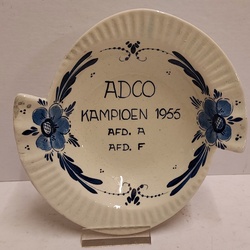 ADCO
KAMPIOEN 1955
AFD. A
AFD. F